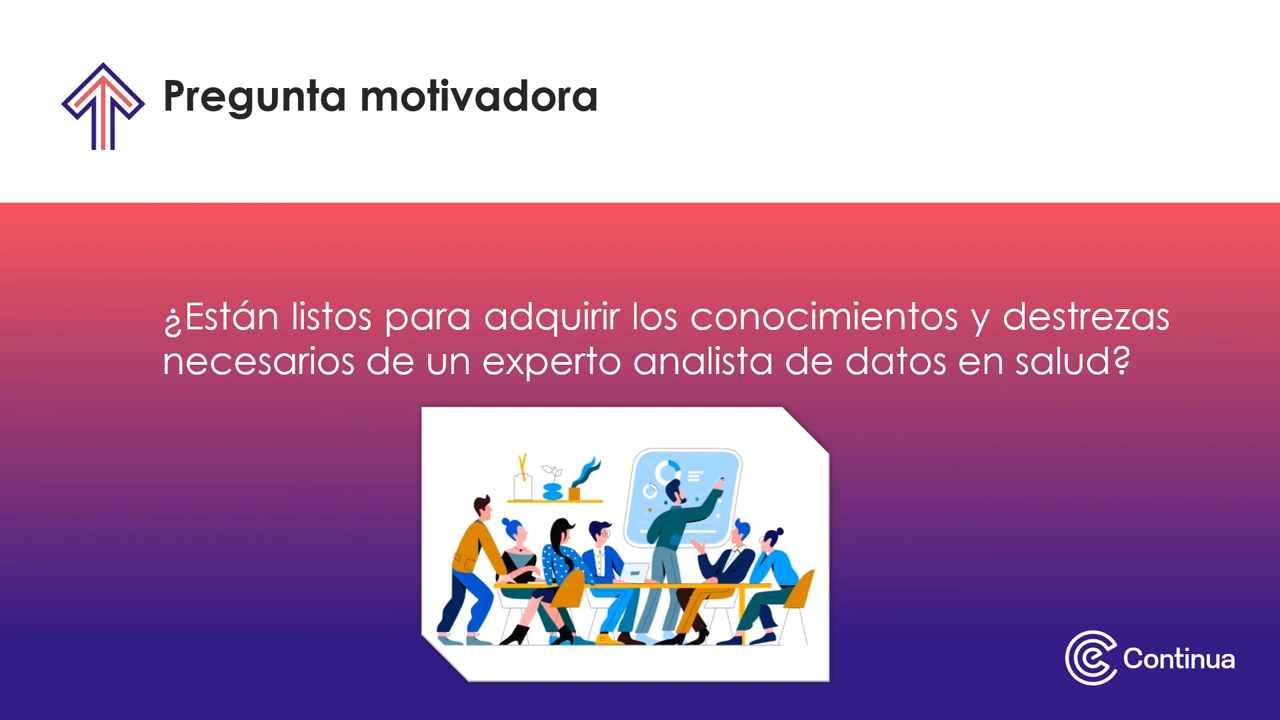 Pregunta motivadora
¿Están listos para adquirir los conocimientos y destrezas
necesarios de un experto analista de datos en salud?
Continua